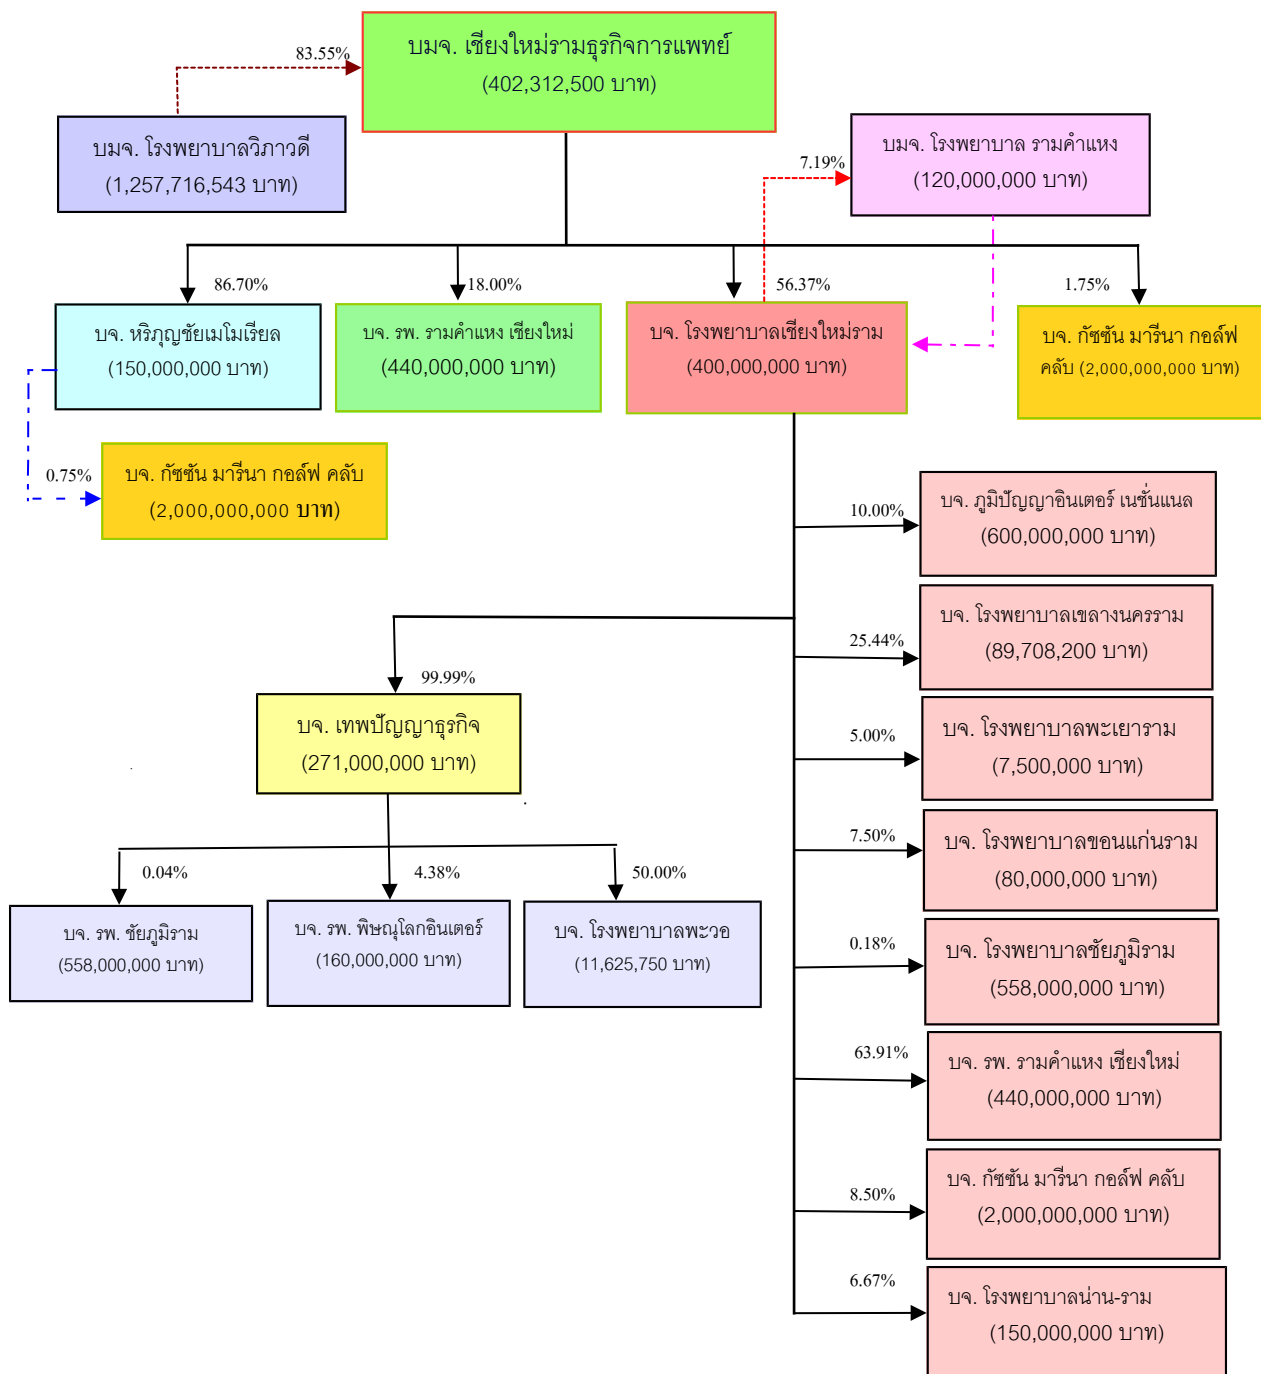 บมจ. เชียงใหม่รามธุรกิจการแพทย์
(402,312,500 บาท)
83.55%
บมจ. โรงพยาบาลวิภาวดี
(1,257,716,543 บาท)
บมจ. โรงพยาบาล รามคำแหง
(120,000,000 บาท)
7.19%
86.70%
18.00%
56.37%
1.75%
บจ. หริภุญชัยเมโมเรียล
(150,000,000 บาท)
บจ. รพ. รามคำแหง เชียงใหม่
(440,000,000 บาท)
บจ. โรงพยาบาลเชียงใหม่ราม
(400,000,000 บาท)
บจ. กัซซัน มารีนา กอล์ฟ
คลับ (2,000,000,000 บาท)
0.75%
บจ. กัซซัน มารีนา กอล์ฟ คลับ
(2,000,000,000 บาท)
10.00%
บจ. ภูมิปัญญาอินเตอร์ เนชั่นแนล
(600,000,000 บาท)
25.44%
บจ. โรงพยาบาลเขลางนครราม
(89,708,200 บาท)
99.99%
บจ. เทพปัญญาธุรกิจ
(271,000,000 บาท)
5.00%
บจ. โรงพยาบาลพะเยาราม
(7,500,000 บาท)
7.50%
บจ. โรงพยาบาลขอนแก่นราม
(80,000,000 บาท)
0.04%
4.38%
50.00%
บจ. รพ. ชัยภูมิราม
(558,000,000 บาท)
บจ. รพ. พิษณุโลกอินเตอร์
(160,000,000 บาท)
บจ. โรงพยาบาลพะวอ
(11,625,750 บาท)
0.18%
บจ. โรงพยาบาลชัยภูมิราม
(558,000,000 บาท)
63.91%
บจ. รพ. รามคำแหง เชียงใหม่
(440,000,000 บาท)
8.50%
บจ. กัซซัน มารีนา กอล์ฟ คลับ
(2,000,000,000 บาท)
6.67%
บจ. โรงพยาบาลน่าน-ราม
(150,000,000 บาท)